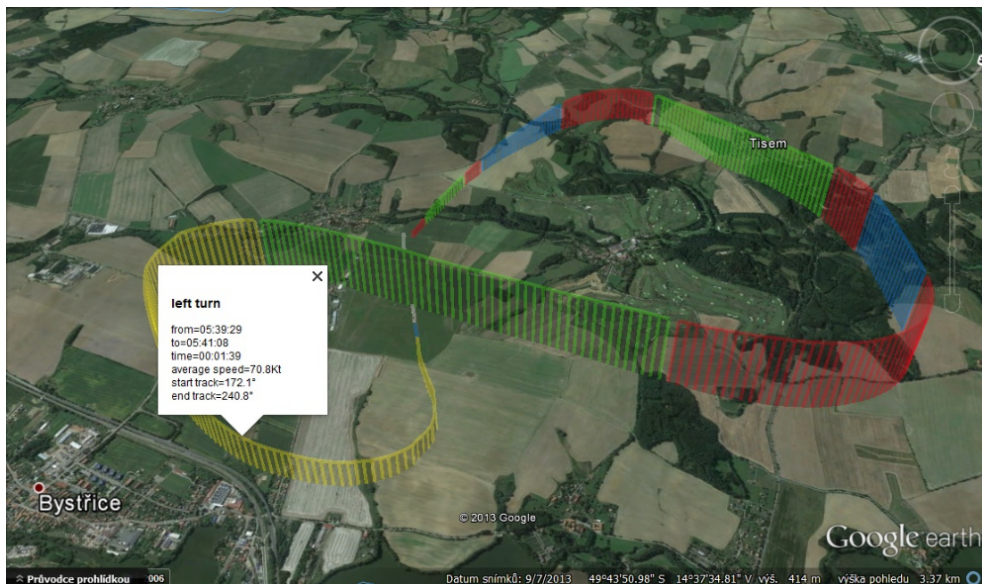 Tisem
left turn
from=05:39:29
to=05:41:08
time=00:01:39
average speed=70.8Kt
start track=172.1°
end track=240.8°
Bystřice
© 2013 Google
Google earth
Průvodce prohlídkou
006
Datum snímků: 9/7/2013 49°43'50.98" S 14°37'34.81" V výš. 414 m výška pohledu 3.37 km